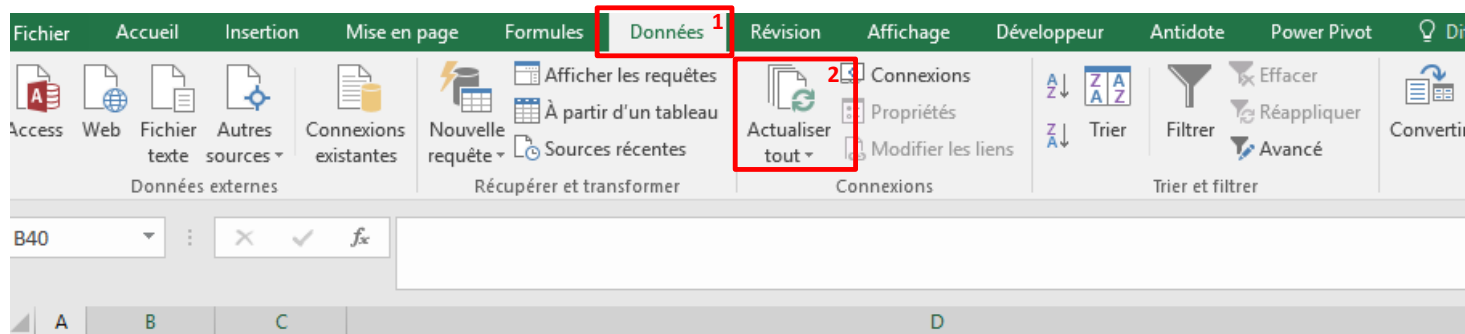 Fichier Accueil Insertion Mise en page Formules Données 1 Révision Affichage Développeur Antidote Power Pivot Di
Access Web Fichier texte Autres sources Connexions existantes
Données externes
Nouvelle requête
Afficher les requêtes
À partir d'un tableau
Sources récentes
Récupérer et transformer
Actualiser tout
2
Connexions
Propriétés
Modifier les liens
Connexions
A Z
Z A
Z A
A Z
Trier
Filtrer
Effacer
Réappliquer
Avancé
Trier et filtrer
Convertir
B40
fx
A B C D